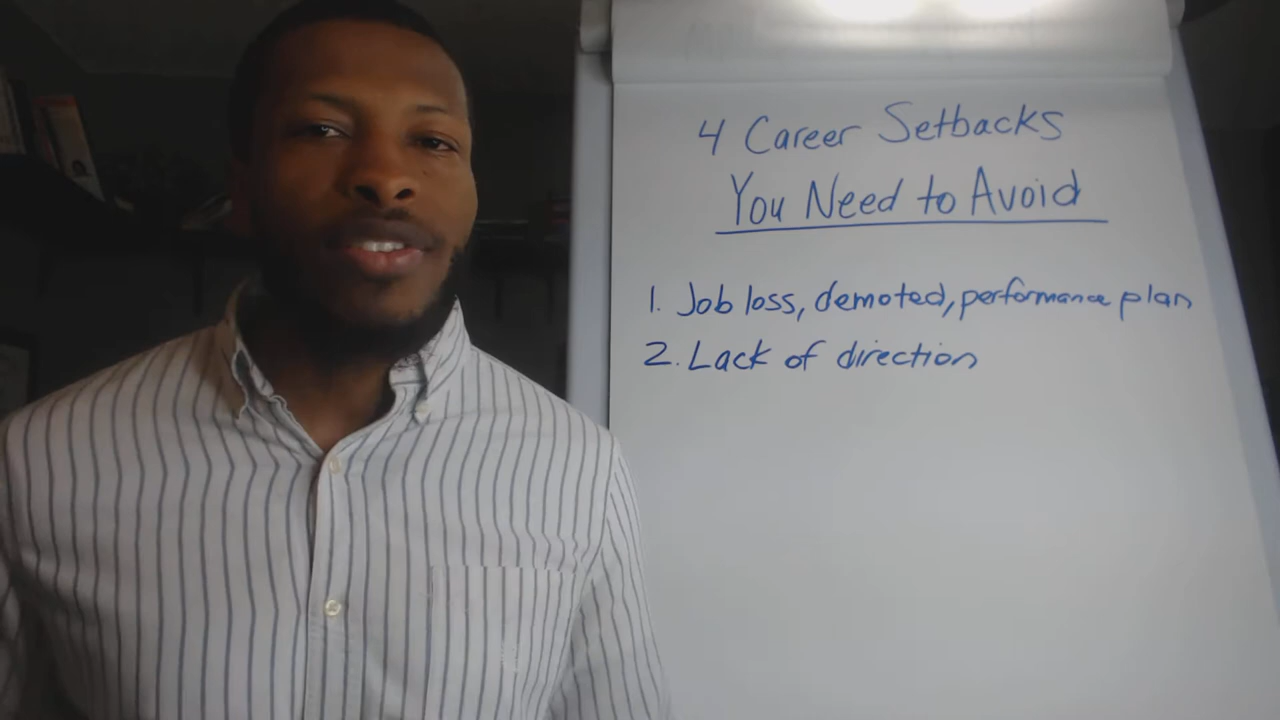 4 Career Setbacks
You Need to Avoid
1. Job loss, demoted, performance plan
2. Lack of direction